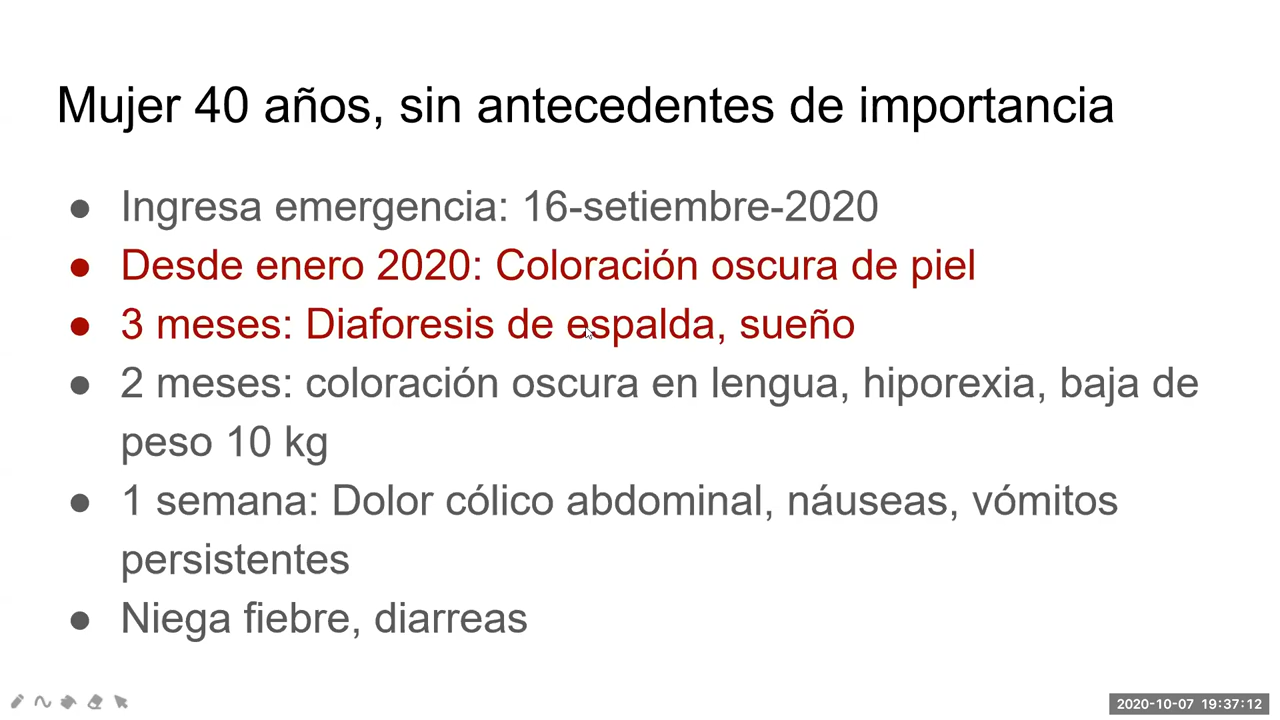 Mujer 40 años, sin antecedentes de importancia
● Ingresa emergencia: 16-setiembre-2020
● Desde enero 2020: Coloración oscura de piel
● 3 meses: Diaforesis de espalda, sueño
● 2 meses: coloración oscura en lengua, hiporexia, baja de
peso 10 kg
● 1 semana: Dolor cólico abdominal, náuseas, vómitos
persistentes
● Niega fiebre, diarreas
2020-10-07 19:37:12